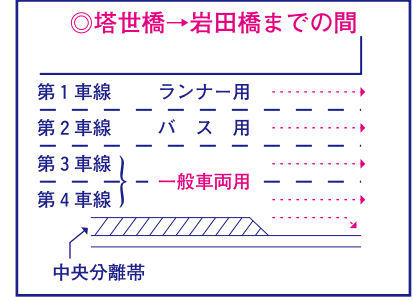 ◎塔世橋→岩田橋までの間
第1車線 ランナー用
第2車線 バス用
第3車線
一般車両用
第4車線
中央分離帯